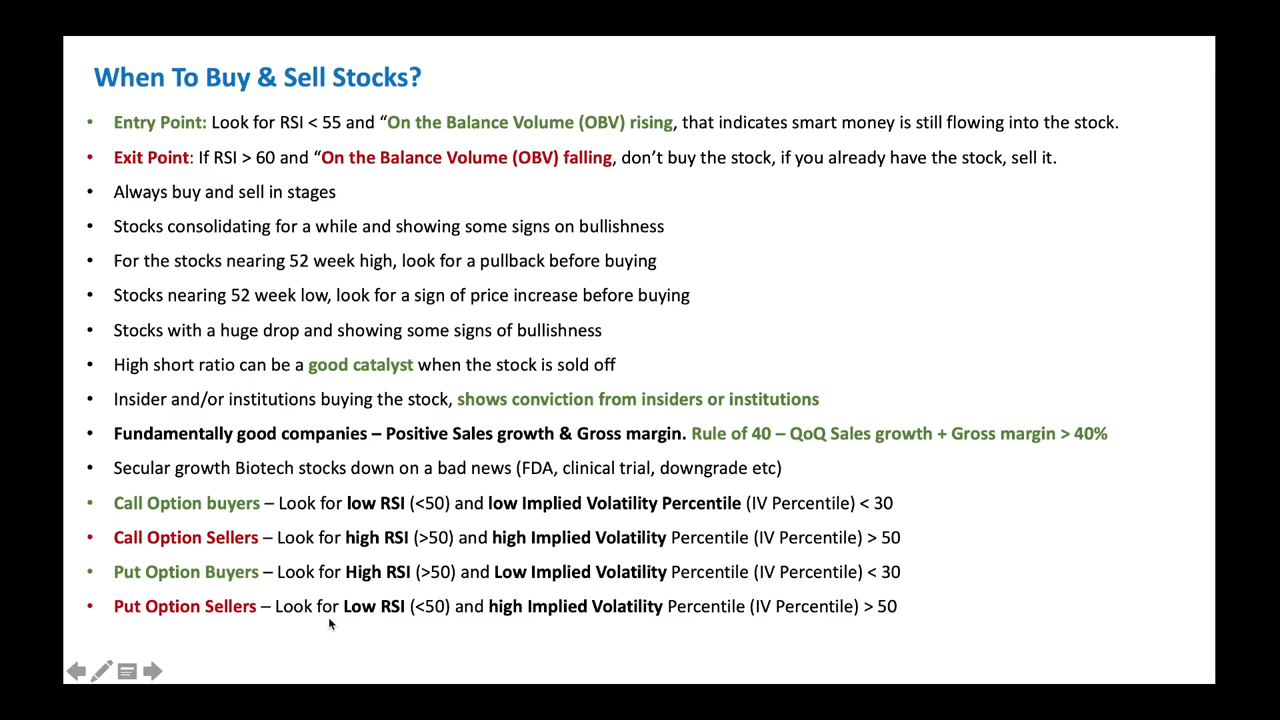 When To Buy & Sell Stocks?
• Entry Point: Look for RSI < 55 and “On the Balance Volume (OBV) rising, that indicates smart money is still flowing into the stock.
• Exit Point: If RSI > 60 and “On the Balance Volume (OBV) falling, don’t buy the stock, if you already have the stock, sell it.
• Always buy and sell in stages
• Stocks consolidating for a while and showing some signs on bullishness
• For the stocks nearing 52 week high, look for a pullback before buying
• Stocks nearing 52 week low, look for a sign of price increase before buying
• Stocks with a huge drop and showing some signs of bullishness
• High short ratio can be a good catalyst when the stock is sold off
• Insider and/or institutions buying the stock, shows conviction from insiders or institutions
• Fundamentally good companies – Positive Sales growth & Gross margin. Rule of 40 – QoQ Sales growth + Gross margin > 40%
• Secular growth Biotech stocks down on a bad news (FDA, clinical trial, downgrade etc)
• Call Option buyers – Look for low RSI (<50) and low Implied Volatility Percentile (IV Percentile) < 30
• Call Option Sellers – Look for high RSI (>50) and high Implied Volatility Percentile (IV Percentile) > 50
• Put Option Buyers – Look for High RSI (>50) and Low Implied Volatility Percentile (IV Percentile) < 30
• Put Option Sellers – Look for Low RSI (<50) and high Implied Volatility Percentile (IV Percentile) > 50